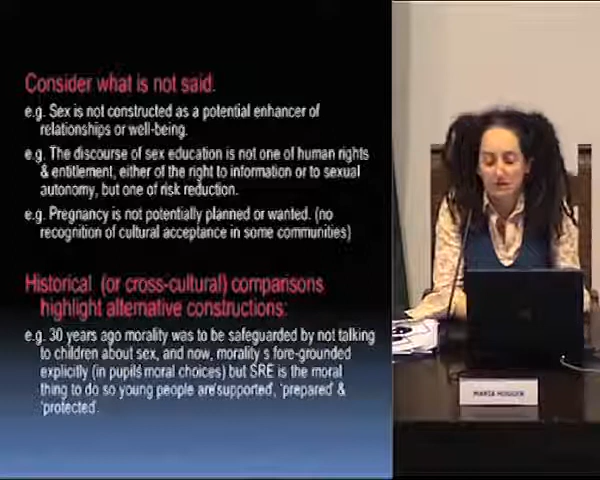 Consider what is not said.
e.g. Sex is not constructed as a potential enhancer of
relationships or well-being.
e.g. The discourse of sex education is not one of human rights
& entitlement, either of the right to information or to sexual
autonomy, but one of risk reduction.
e.g. Pregnancy is not potentially planned or wanted. (no
recognition of cultural acceptance in some communities)
Historical (or cross-cultural) comparisons
highlight alternative constructions:
e.g. 30 years ago morality was to be safeguarded by not talking
to children about sex, and now, morality s fore-grounded
explicitly (in pupils moral choices) but SRE is the moral
thing to do so young people are 'supported', 'prepared' &
'protected'.
MARIA